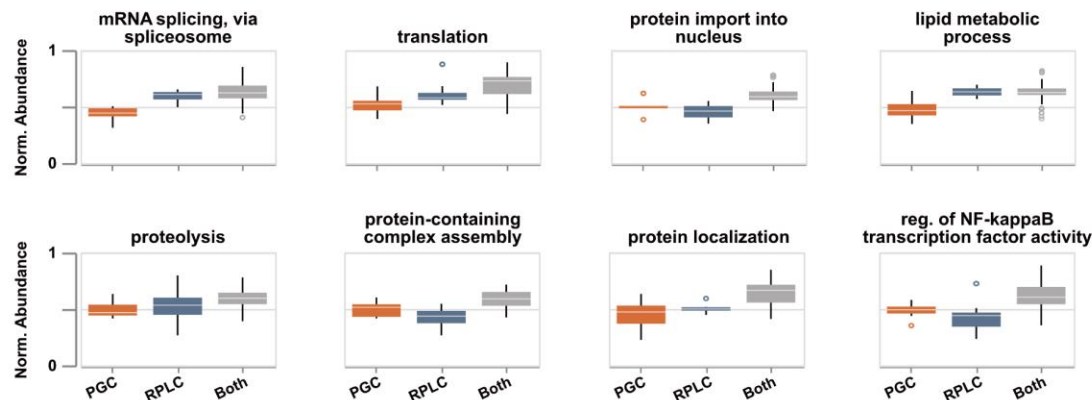 mRNA splicing, via
spliceosome
translation
protein import into
nucleus
lipid metabolic
process
Norm. Abundance
1
0
proteolysis
protein-containing
complex assembly
protein localization
reg. of NF-kappaB
transcription factor activity
Norm. Abundance
1
0
PGC RPLC Both
PGC RPLC Both
PGC RPLC Both
PGC RPLC Both